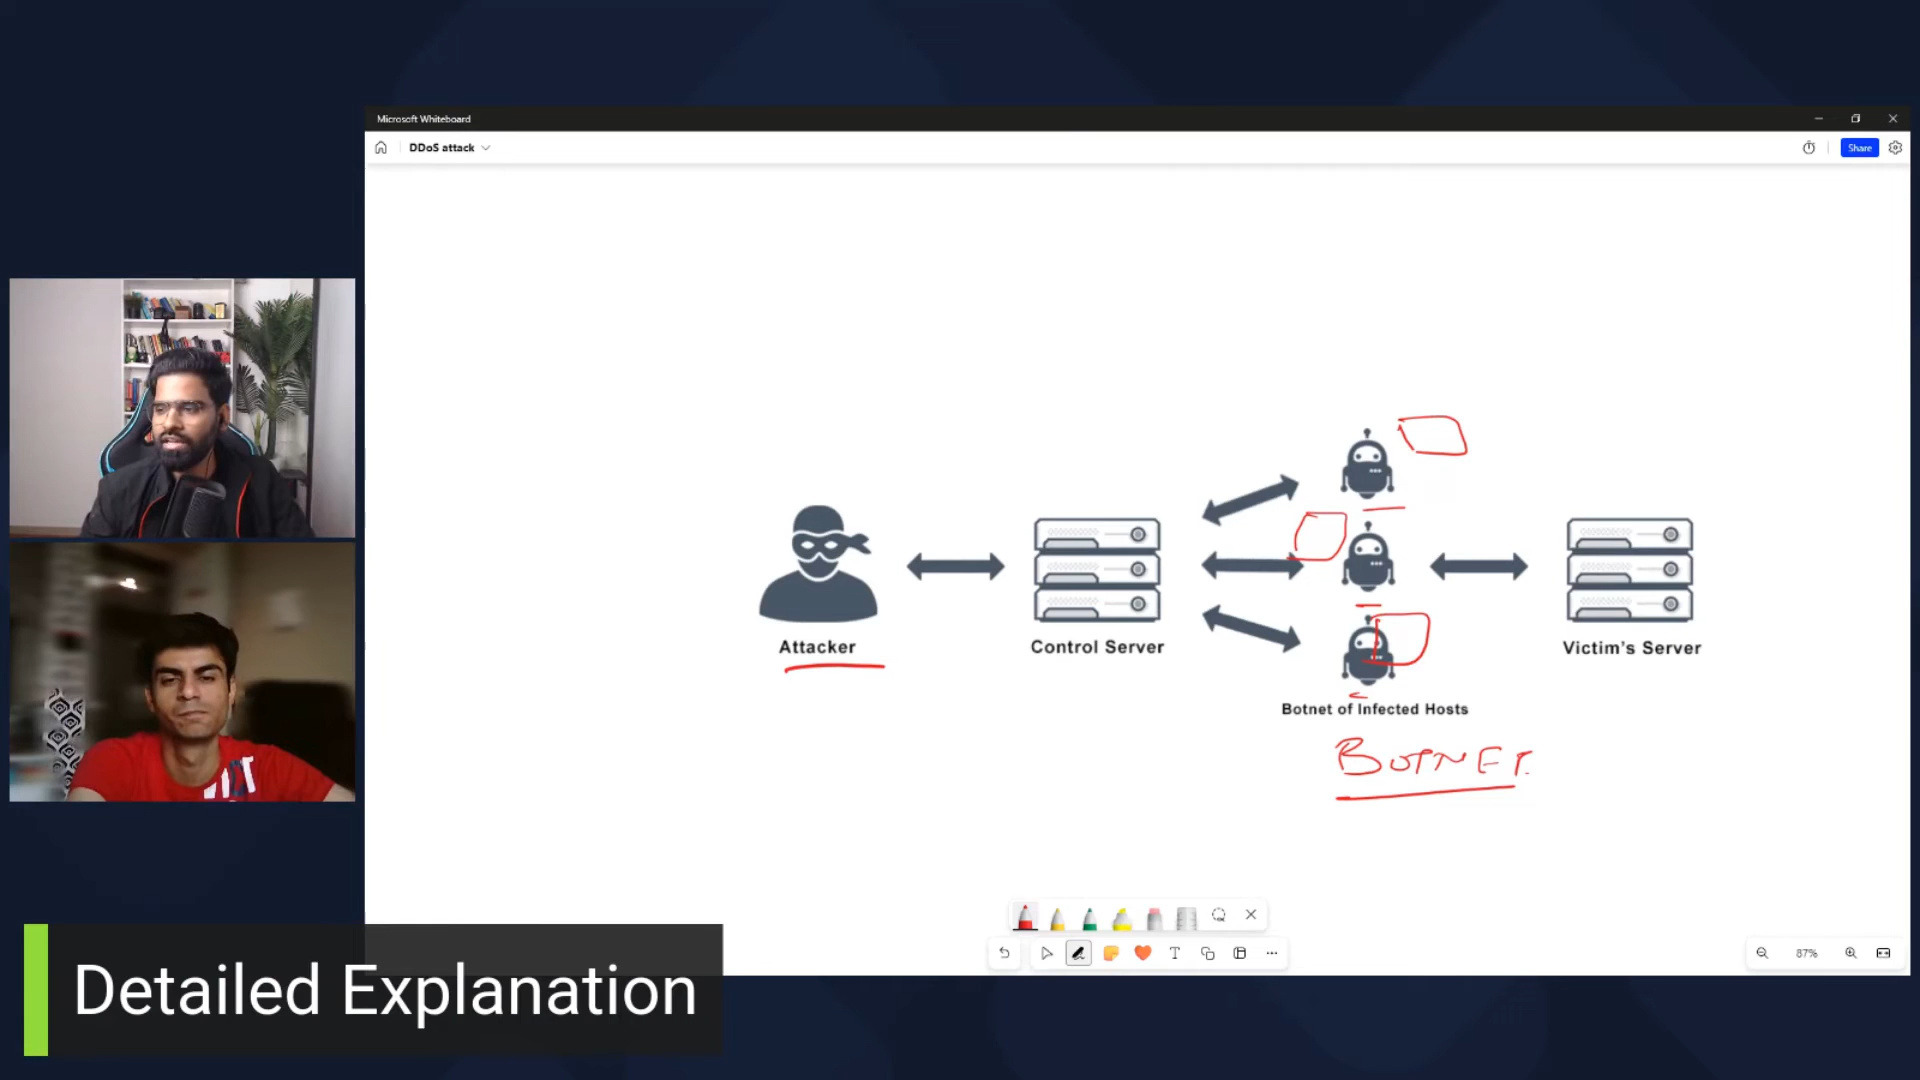 Microsoft Whiteboard
DDoS attack
Share
Attacker
Control Server
Victim's Server
Botnet of Infected Hosts
BOTNET
87%
Detailed Explanation